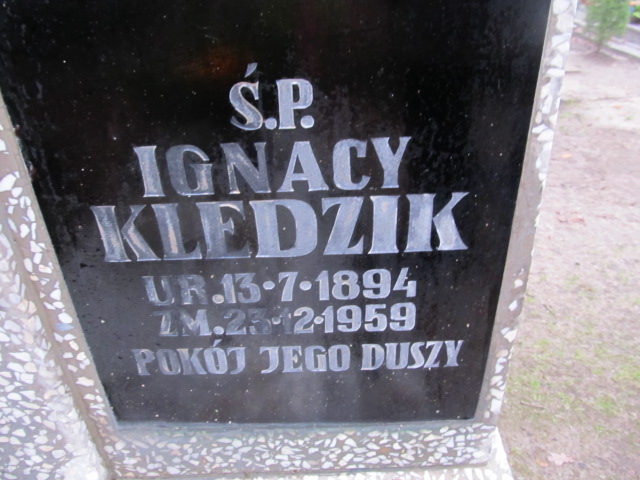 Ś.P.
IGNACY
KLEDZIK
UR. 13·7·1894
ZM. 23·12·1959
POKÓJ JEGO DUSZY